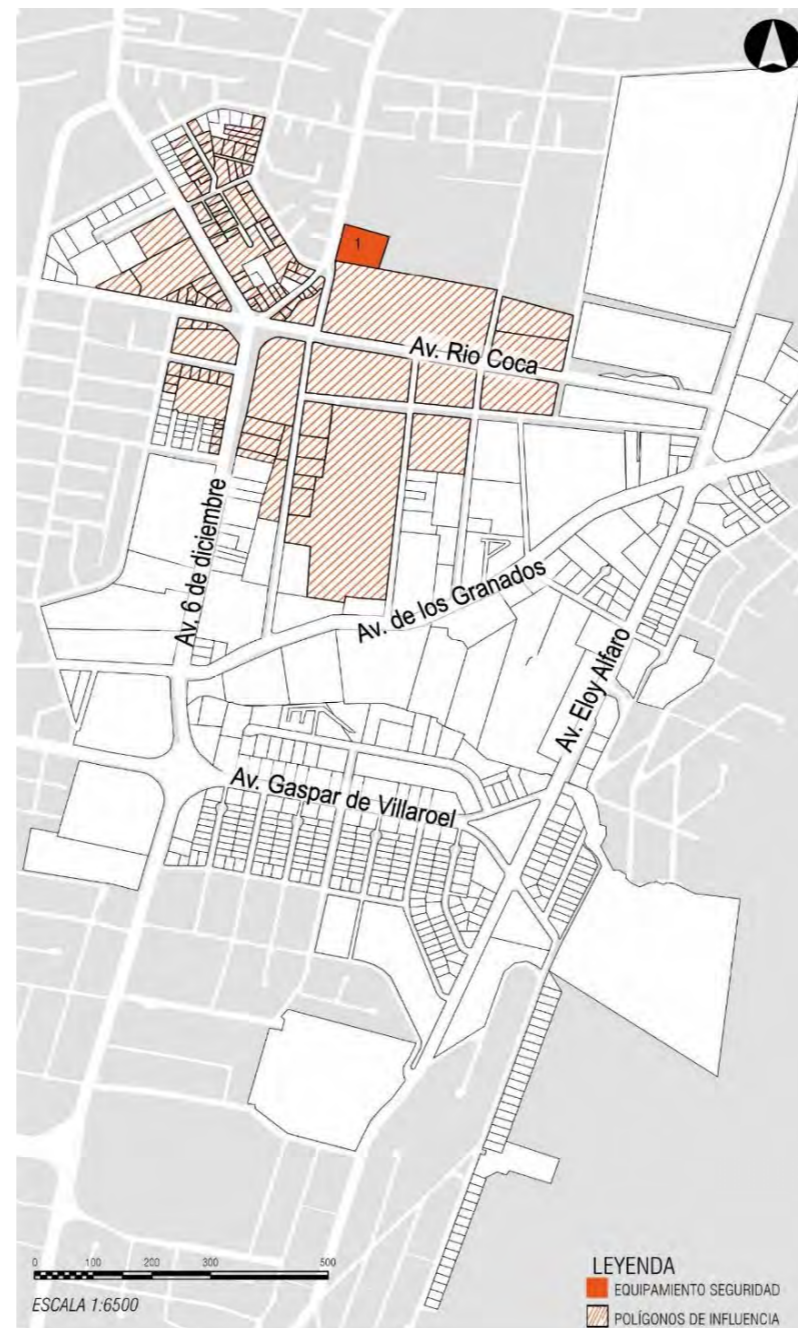 1
Av. Rio Coca
Av. 6 de diciembre
Av. de los Granados
Av. Eloy Alfaro
Av. Gaspar de Villaroel
0 100 200 300 500
ESCALA 1:6500
LEYENDA
EQUIPAMIENTO SEGURIDAD
POLÍGONOS DE INFLUENCIA